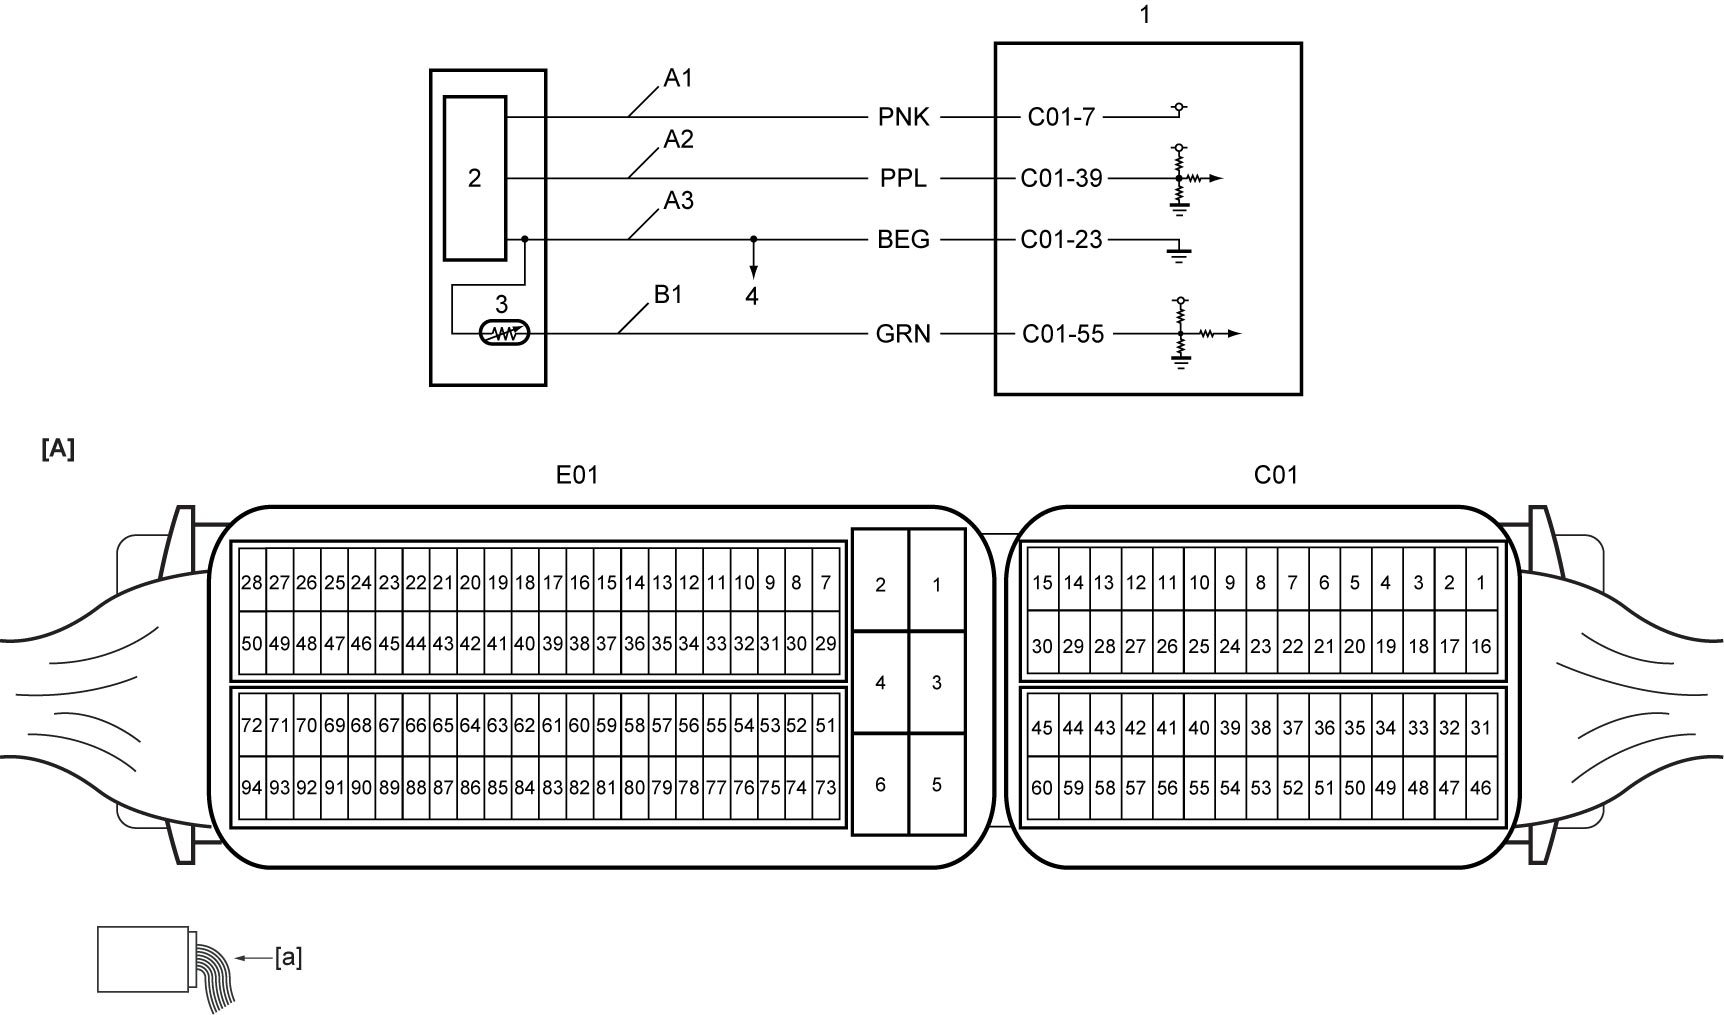 1
A1
PNK
C01-7
A2
2
PPL
C01-39
A3
BEG
C01-23
4
3
B1
GRN
C01-55
[A]
E01
C01
28 27 26 25 24 23 22 21 20 19 18 17 16 15 14 13 12 11 10 9 8 7
50 49 48 47 46 45 44 43 42 41 40 39 38 37 36 35 34 33 32 31 30 29
72 71 70 69 68 67 66 65 64 63 62 61 60 59 58 57 56 55 54 53 52 51
94 93 92 91 90 89 88 87 86 85 84 83 82 81 80 79 78 77 76 75 74 73
2 1
4 3
6 5
15 14 13 12 11 10 9 8 7 6 5 4 3 2 1
30 29 28 27 26 25 24 23 22 21 20 19 18 17 16
45 44 43 42 41 40 39 38 37 36 35 34 33 32 31
60 59 58 57 56 55 54 53 52 51 50 49 48 47 46
[a]